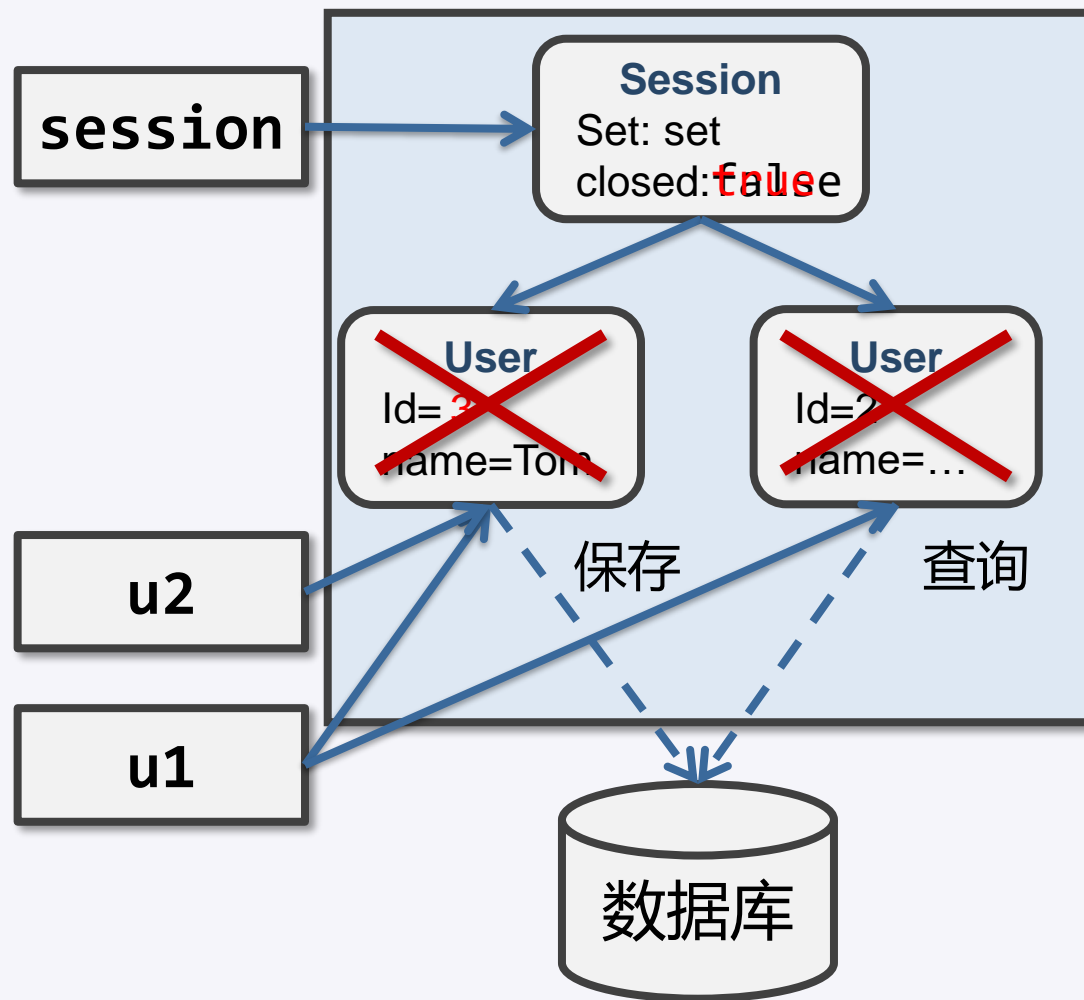 Session
session
Set: set
closed:false
true
User
Id= 3
name=Tom
User
Id=2
name=…
u2
保存
查询
u1
数据库